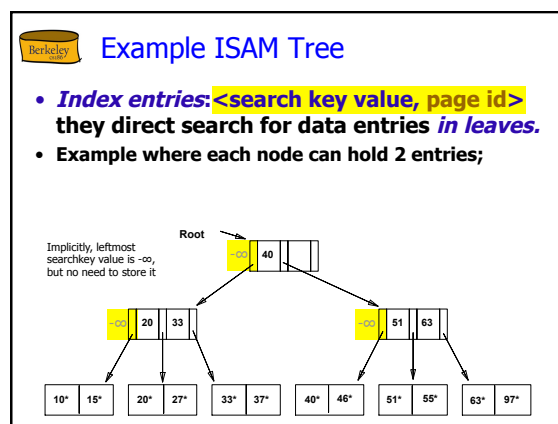 Berkeley
cs186
Example ISAM Tree
• Index entries:<search key value, page id>
they direct search for data entries in leaves.
• Example where each node can hold 2 entries;
Root
Implicitly, leftmost
searchkey value is -∞,
but no need to store it
-∞ 40
-∞ 20 33 -∞ 51 63
10* 15* 20* 27* 33* 37* 40* 46* 51* 55* 63* 97*